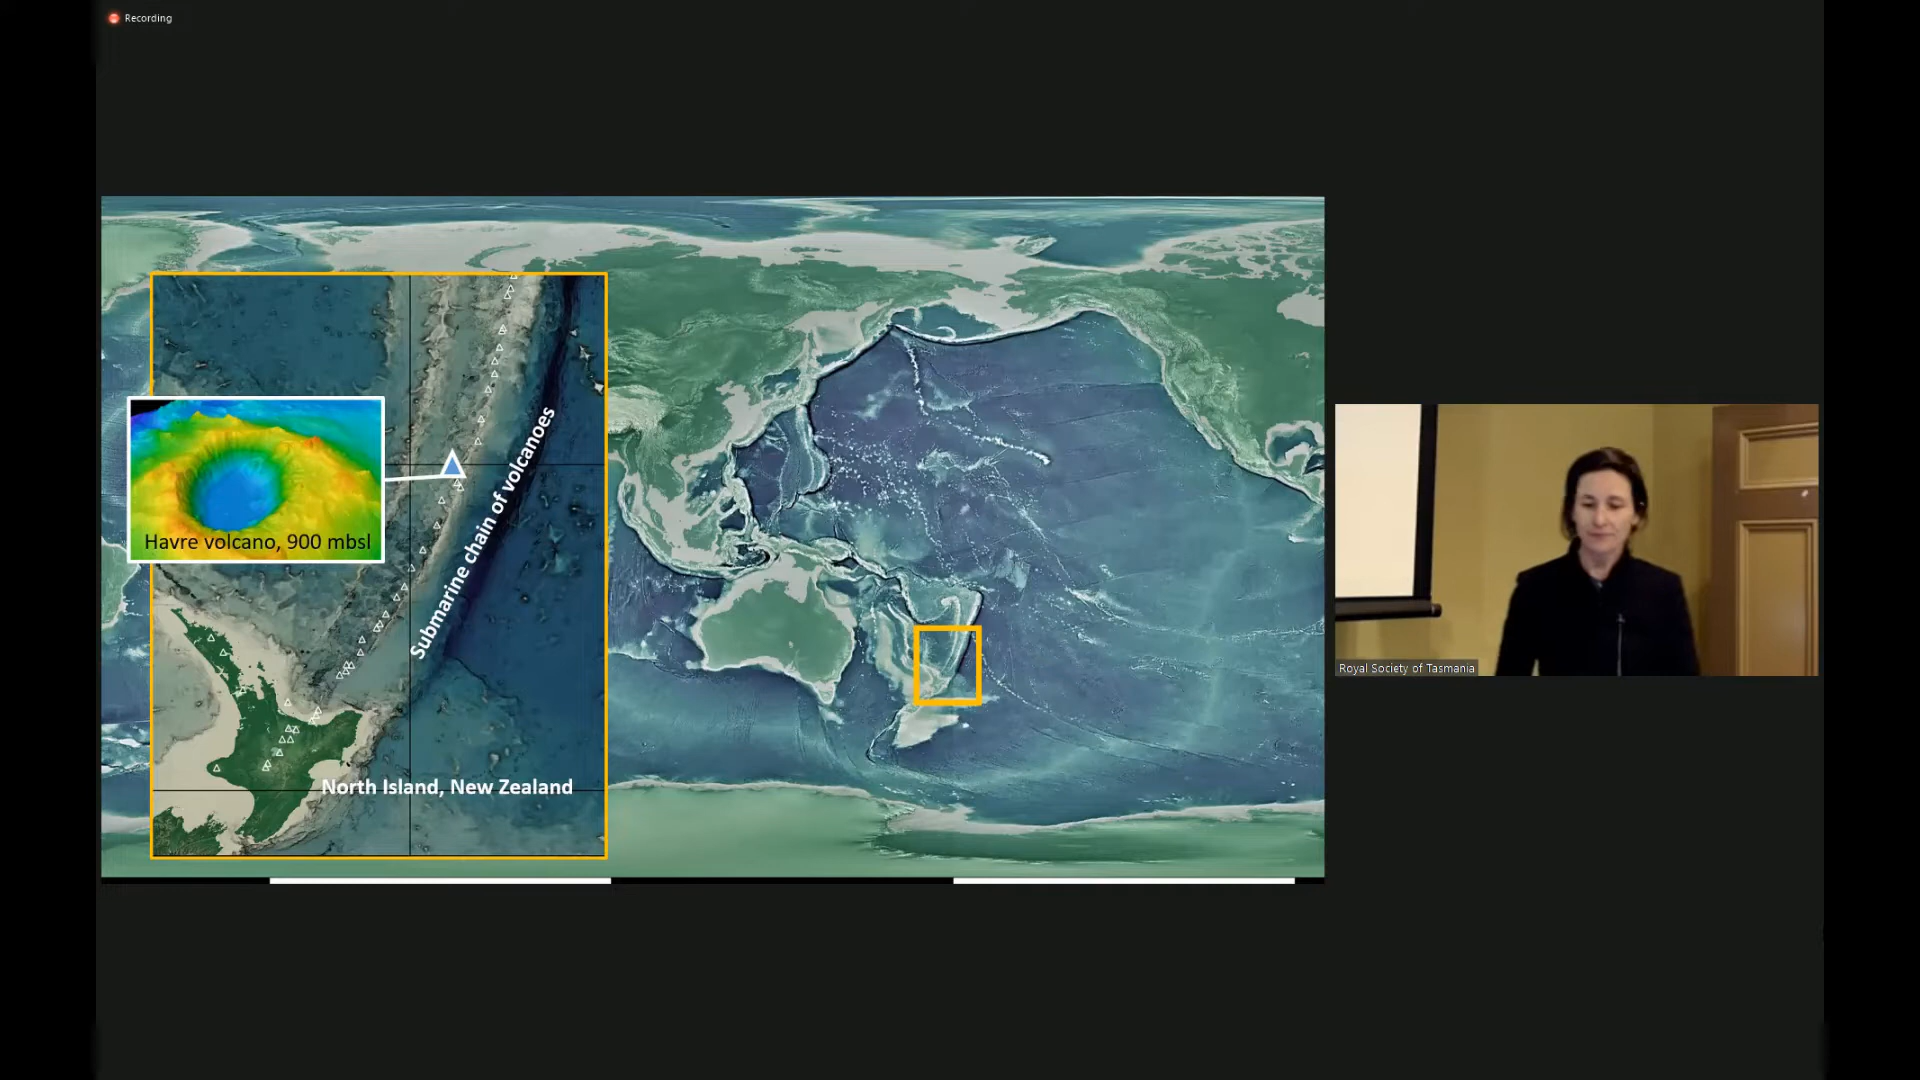 Recording
Submarine chain of volcanoes
Havre volcano, 900 mbsl
North Island, New Zealand
Royal Society of Tasmania